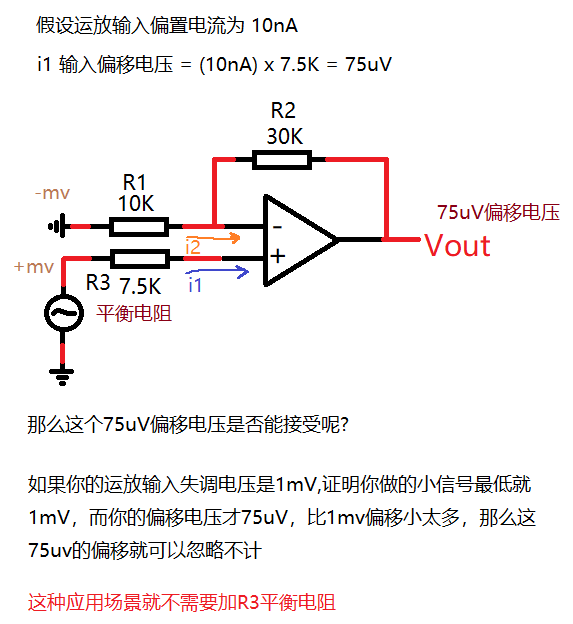 假设运放输入偏置电流为 10nA
i1 输入偏移电压 = (10nA) x 7.5K = 75uV
R2
30K
-mv
R1
10K
-
75uV偏移电压
i2
Vout
+mv
+
R3 7.5K
i1
平衡电阻
那么这个75uV偏移电压是否能接受呢?
如果你的运放输入失调电压是1mV,证明你做的小信号最低就
1mV，而你的偏移电压才75uV，比1mv偏移小太多，那么这
75uv的偏移就可以忽略不计
这种应用场景就不需要加R3平衡电阻